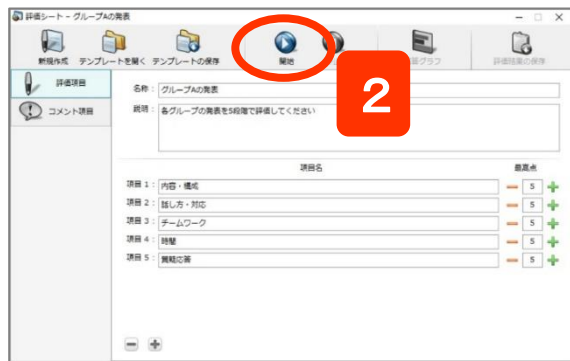 評価シート - グループAの発表
新規作成 テンプレートを開く テンプレートの保存 開始 評価結果の保存
評価項目
コメント項目
名称： グループAの発表
説明： 各グループの発表を5段階で評価してください
2
項目名 最高点
項目 1： 内容・構成 5
項目 2： 話し方・対応 5
項目 3： チームワーク 5
項目 4： 時間 5
項目 5： 質疑応答 5